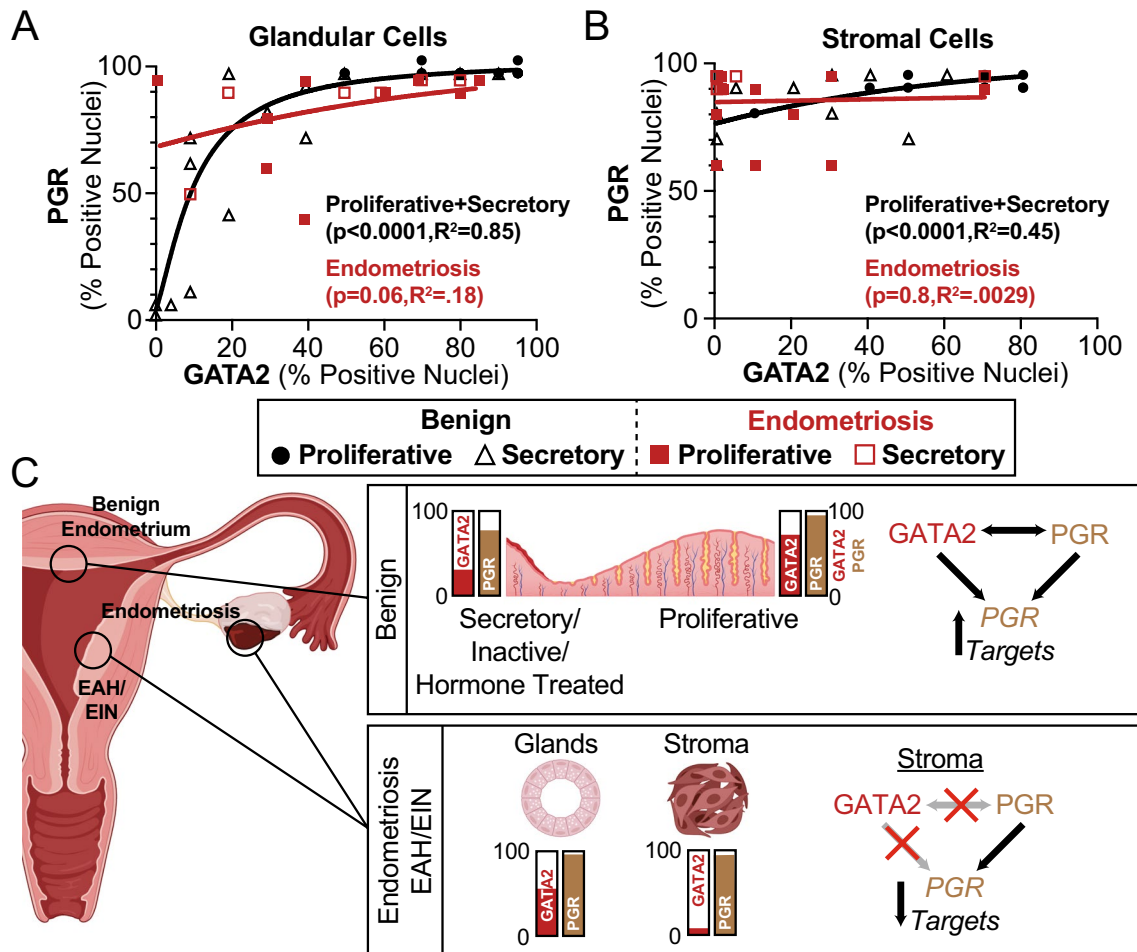 A
Glandular Cells
PGR
(% Positive Nuclei)
100
50
0
Proliferative+Secretory
(p<0.0001,R²=0.85)
Endometriosis
(p=0.06,R²=.18)
0 20 40 60 80 100
GATA2 (% Positive Nuclei)
B
Stromal Cells
PGR
(% Positive Nuclei)
100
50
0
Proliferative+Secretory
(p<0.0001,R²=0.45)
Endometriosis
(p=0.8,R²=.0029)
0 20 40 60 80 100
GATA2 (% Positive Nuclei)
Benign Endometriosis
Proliferative Secretory Proliferative Secretory
C
Benign
Endometrium
Endometriosis
EAH/
EIN
Benign
100
0
GATA2
PGR
Secretory/
Inactive/
Hormone Treated
Proliferative
GATA2
PGR
100
0
GATA2
PGR
GATA2 PGR
PGR
Targets
Endometriosis
EAH/EIN
Glands
100
0
GATA2
PGR
Stroma
100
0
GATA2
PGR
Stroma
GATA2 PGR
PGR
Targets